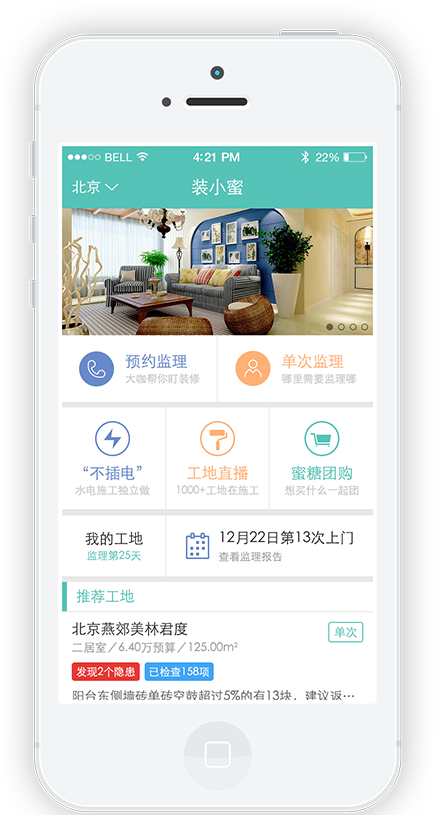 BELL 4:21 PM 22%
北京 装小蜜
预约监理 单次监理
大咖帮你盯装修 哪里需要监理哪
“不插电” 工地直播 蜜糖团购
水电施工独立做 1000+工地在施工 想买什么一起团
我的工地 12月22日第13次上门
监理第25天 查看监理报告
推荐工地
北京燕郊美林君度 单次
二居室／6.40万预算／125.00m²
发现2个隐患 已检查158项
阳台东侧墙砖单砖空鼓超过5%的有13块，建议返…